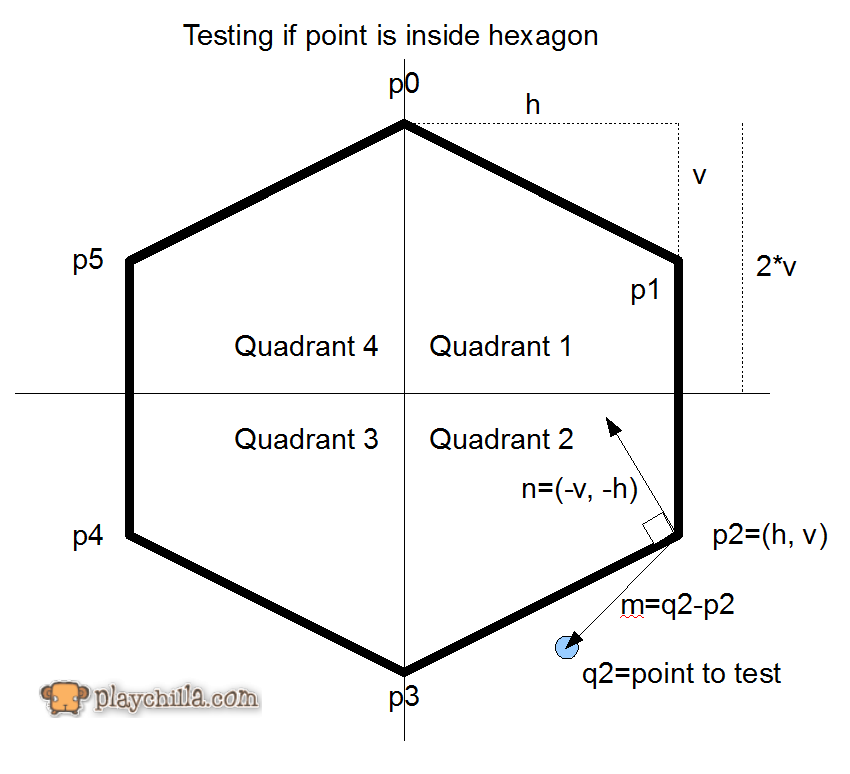 Testing if point is inside hexagon
p0
h
v
p5
2*v
p1
Quadrant 4
Quadrant 1
Quadrant 3
Quadrant 2
n=(-v, -h)
p4
p2=(h, v)
m=q2-p2
q2=point to test
p3
playchilla.com